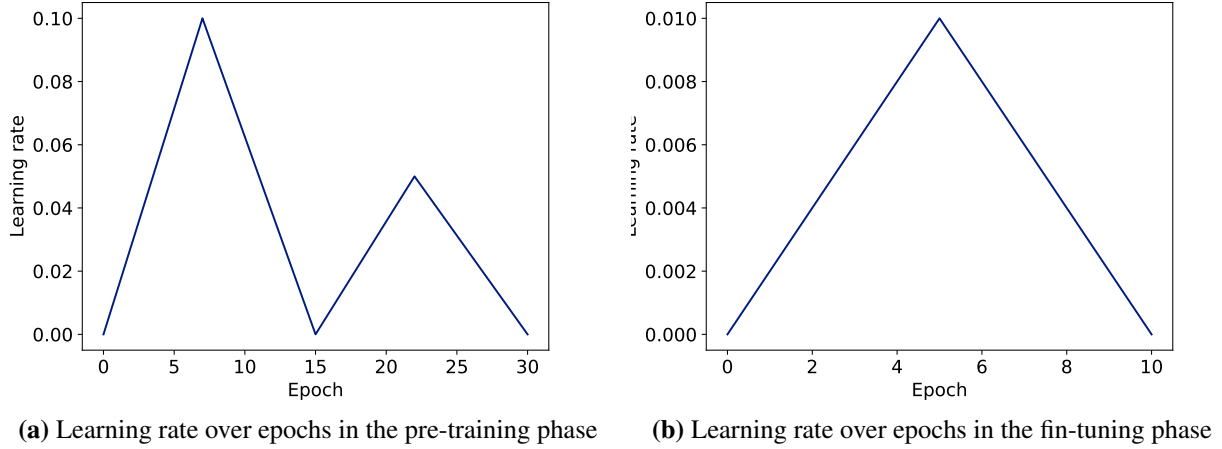 0.10
0.08
0.06
0.04
0.02
0.00
Learning rate
0 5 10 15 20 25 30
Epoch
(a) Learning rate over epochs in the pre-training phase
0.010
0.008
0.006
0.004
0.002
0.000
Learning rate
0 2 4 6 8 10
Epoch
(b) Learning rate over epochs in the fin-tuning phase